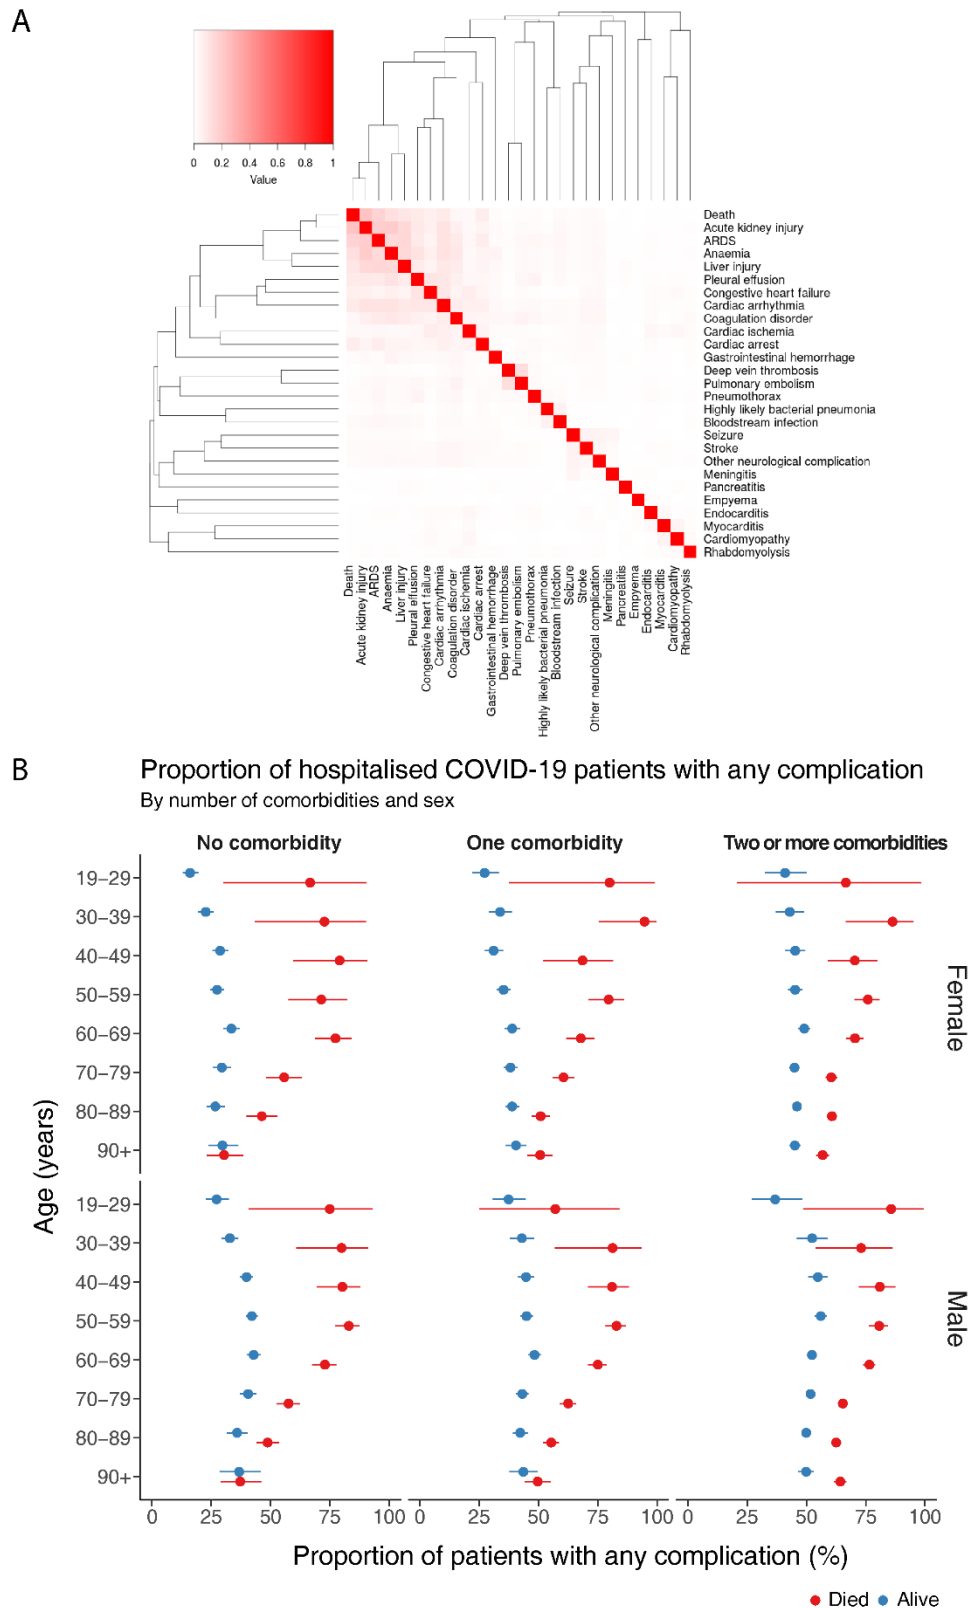 A
0 0.2 0.4 0.6 0.8 1
Value
Death
Acute kidney injury
ARDS
Anaemia
Liver injury
Pleural effusion
Congestive heart failure
Cardiac arrhythmia
Coagulation disorder
Cardiac ischemia
Cardiac arrest
Gastrointestinal hemorrhage
Deep vein thrombosis
Pulmonary embolism
Pneumothorax
Highly likely bacterial pneumonia
Bloodstream infection
Seizure
Stroke
Other neurological complication
Meningitis
Pancreatitis
Empyema
Endocarditis
Myocarditis
Cardiomyopathy
Rhabdomyolysis
Death
Acute kidney injury
ARDS
Anaemia
Liver injury
Pleural effusion
Congestive heart failure
Cardiac arrhythmia
Coagulation disorder
Cardiac ischemia
Cardiac arrest
Gastrointestinal hemorrhage
Deep vein thrombosis
Pulmonary embolism
Pneumothorax
Highly likely bacterial pneumonia
Bloodstream infection
Seizure
Stroke
Other neurological complication
Meningitis
Pancreatitis
Empyema
Endocarditis
Myocarditis
Cardiomyopathy
Rhabdomyolysis
B
Proportion of hospitalised COVID-19 patients with any complication
By number of comorbidities and sex
No comorbidity One comorbidity Two or more comorbidities
19–29
30–39
40–49
50–59
60–69
70–79
80–89
90+
Female
19–29
30–39
40–49
50–59
60–69
70–79
80–89
90+
Male
Age (years)
0 25 50 75 100 0 25 50 75 100 0 25 50 75 100
Proportion of patients with any complication (%)
Died Alive